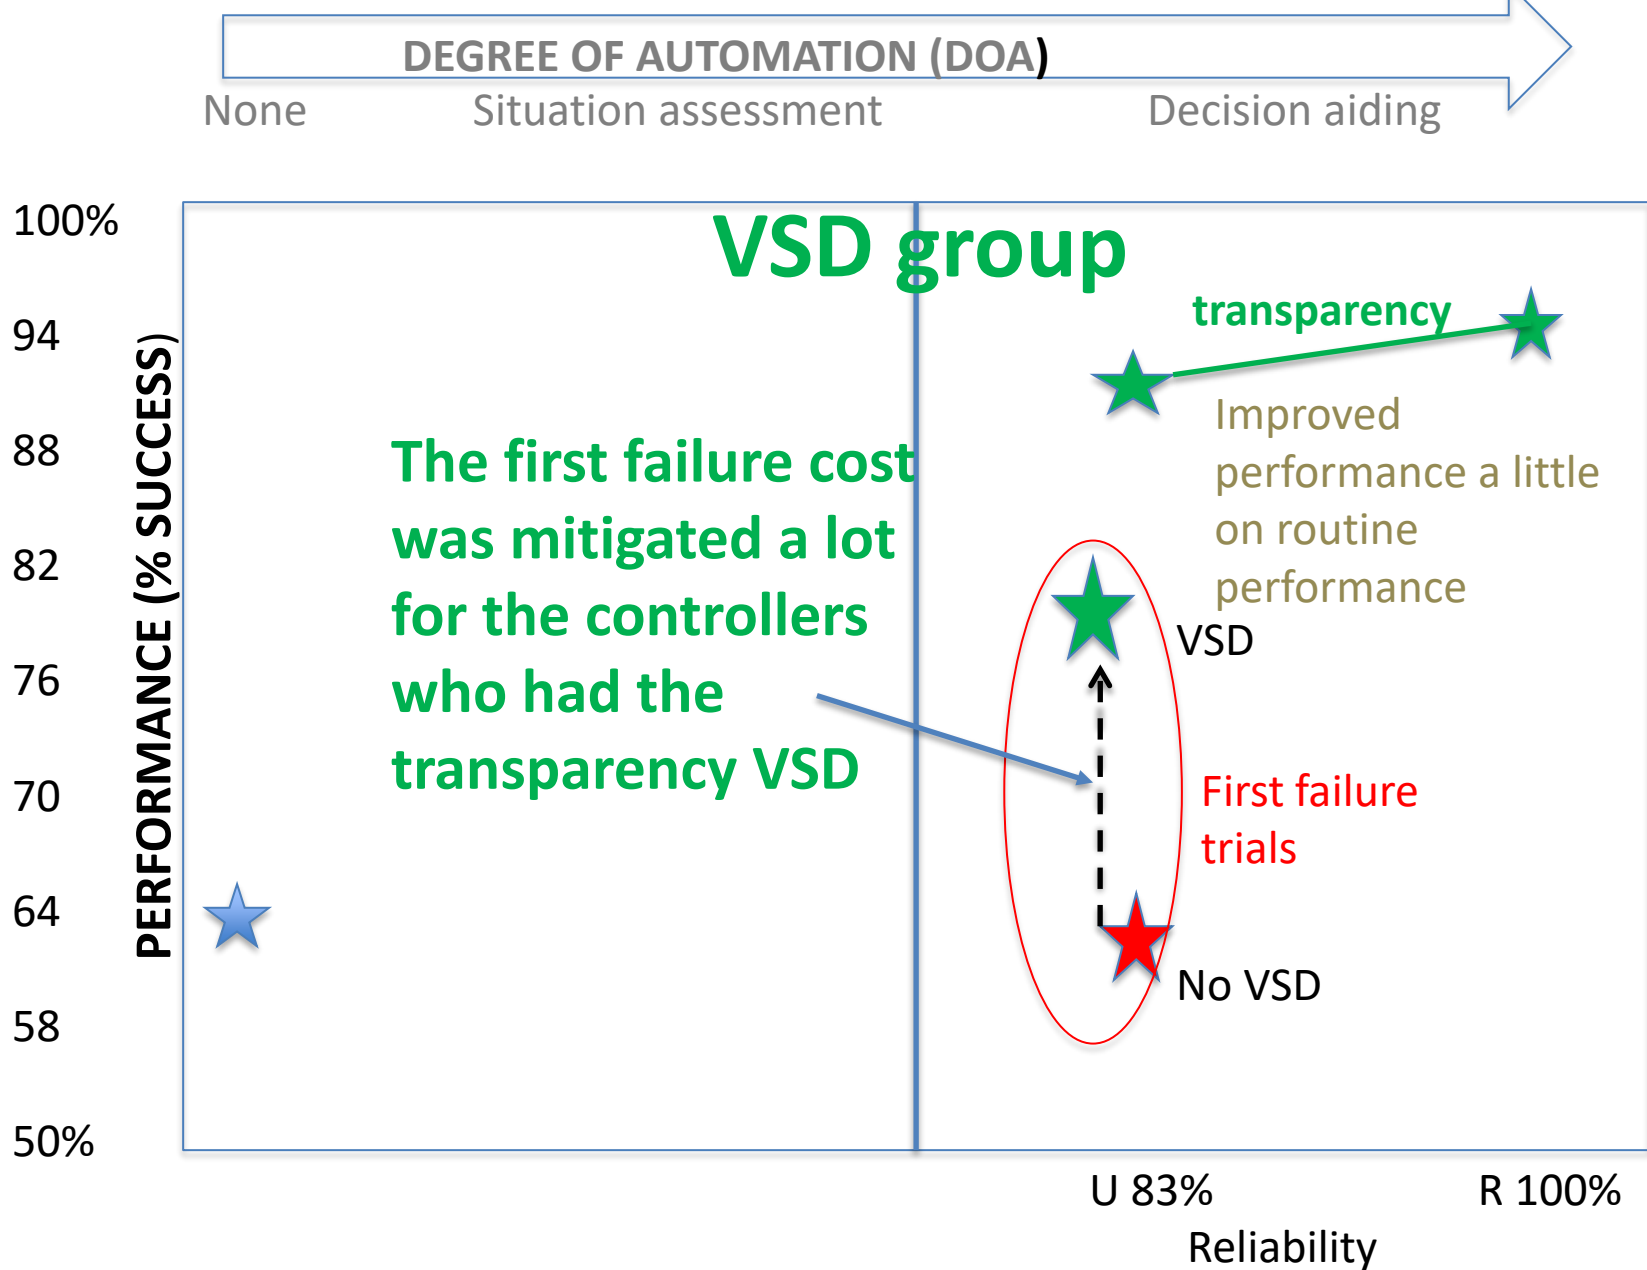 DEGREE OF AUTOMATION (DOA)
None
Situation assessment
Decision aiding
100%
94
88
82
76
70
64
58
50%
PERFORMANCE (% SUCCESS)
VSD group
transparency
Improved
performance a little
on routine
performance
The first failure cost
was mitigated a lot
for the controllers
who had the
transparency VSD
VSD
First failure
trials
No VSD
U 83%
R 100%
Reliability